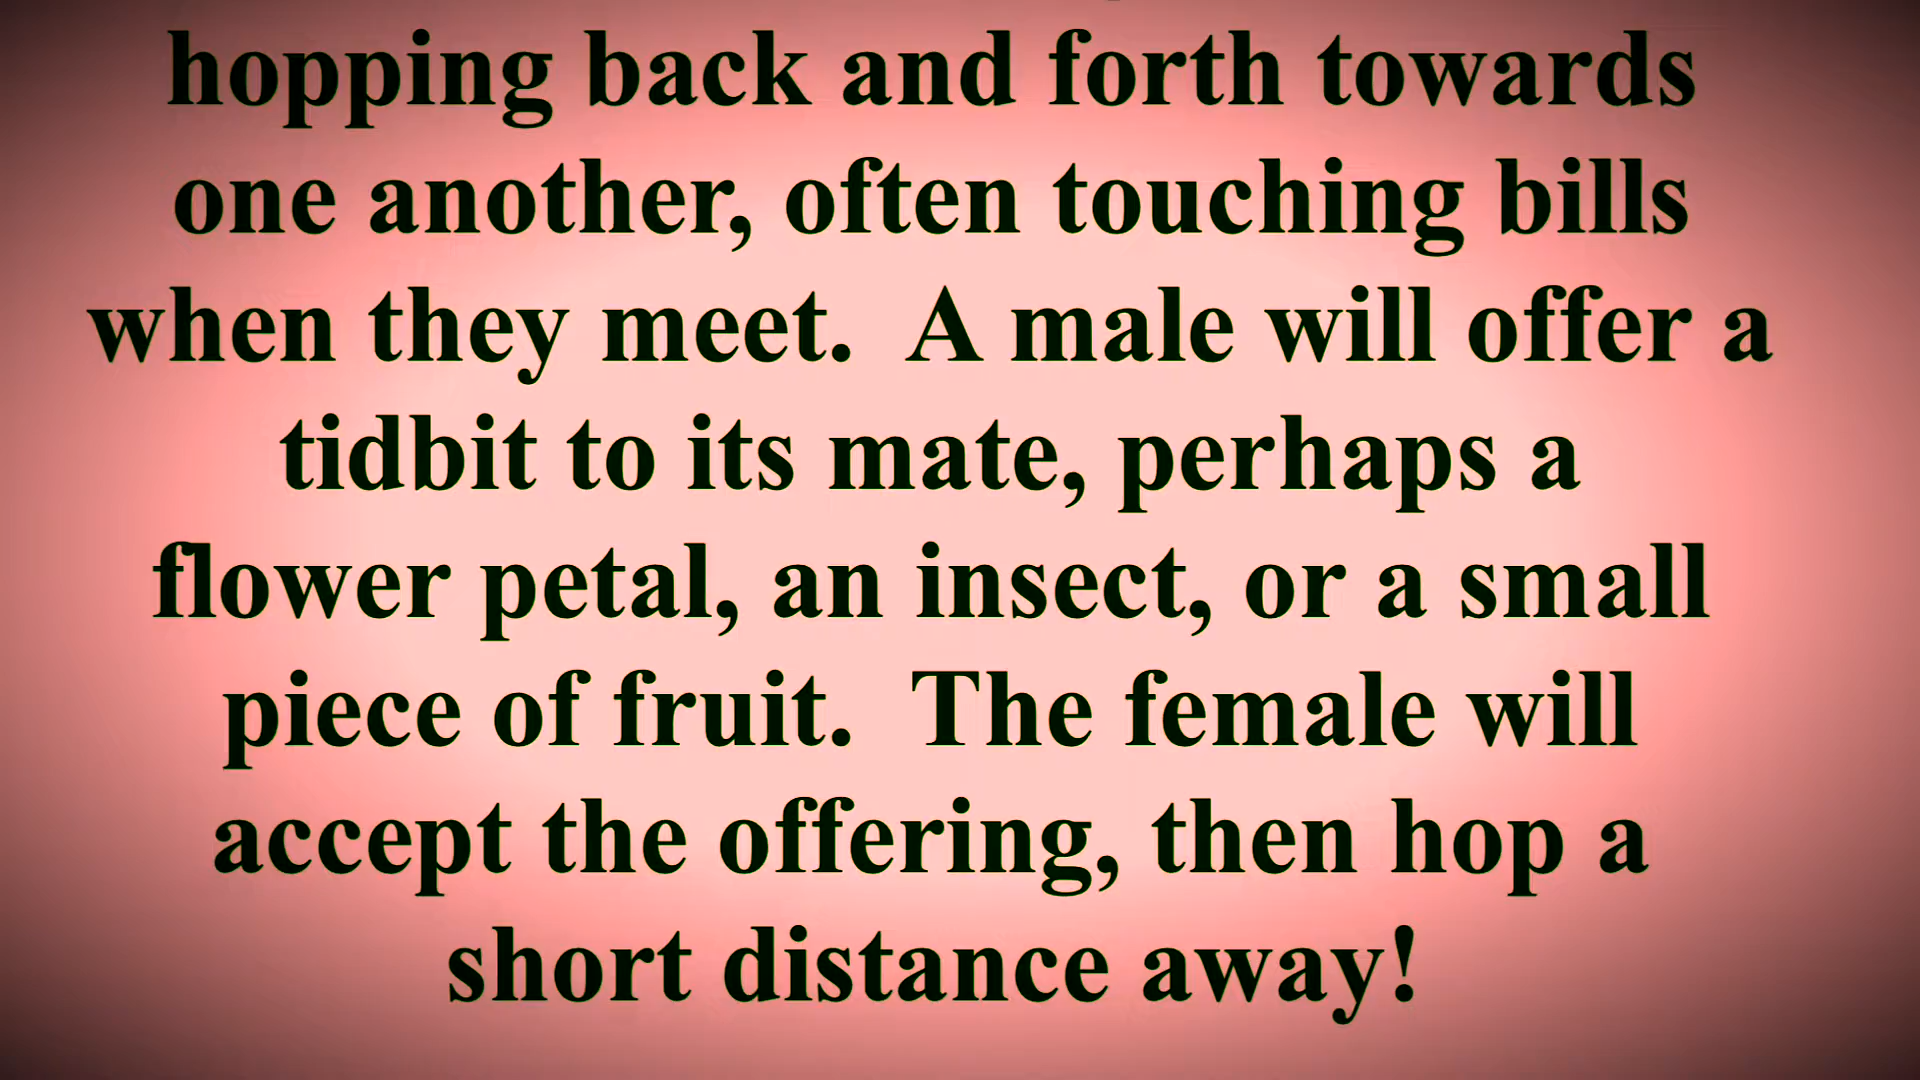 hopping back and forth towards
one another, often touching bills
when they meet.  A male will offer a
tidbit to its mate, perhaps a
flower petal, an insect, or a small
piece of fruit.  The female will
accept the offering, then hop a
short distance away!